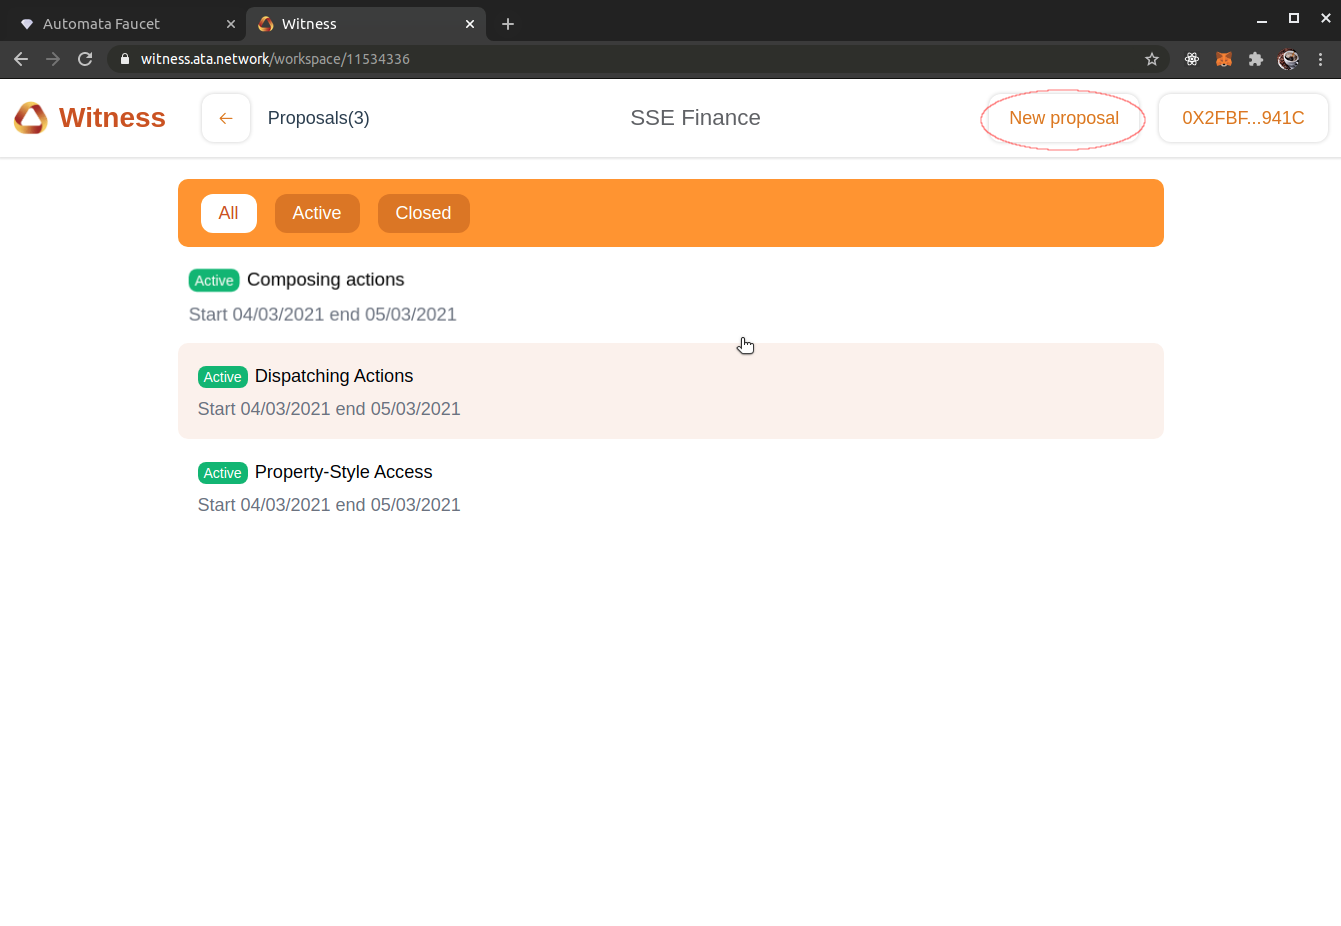 Automata Faucet
Witness
witness.ata.network/workspace/11534336
Witness
Proposals(3)
SSE Finance
New proposal
0X2FBF...941C
All
Active
Closed
Active Composing actions
Start 04/03/2021 end 05/03/2021
Active Dispatching Actions
Start 04/03/2021 end 05/03/2021
Active Property-Style Access
Start 04/03/2021 end 05/03/2021